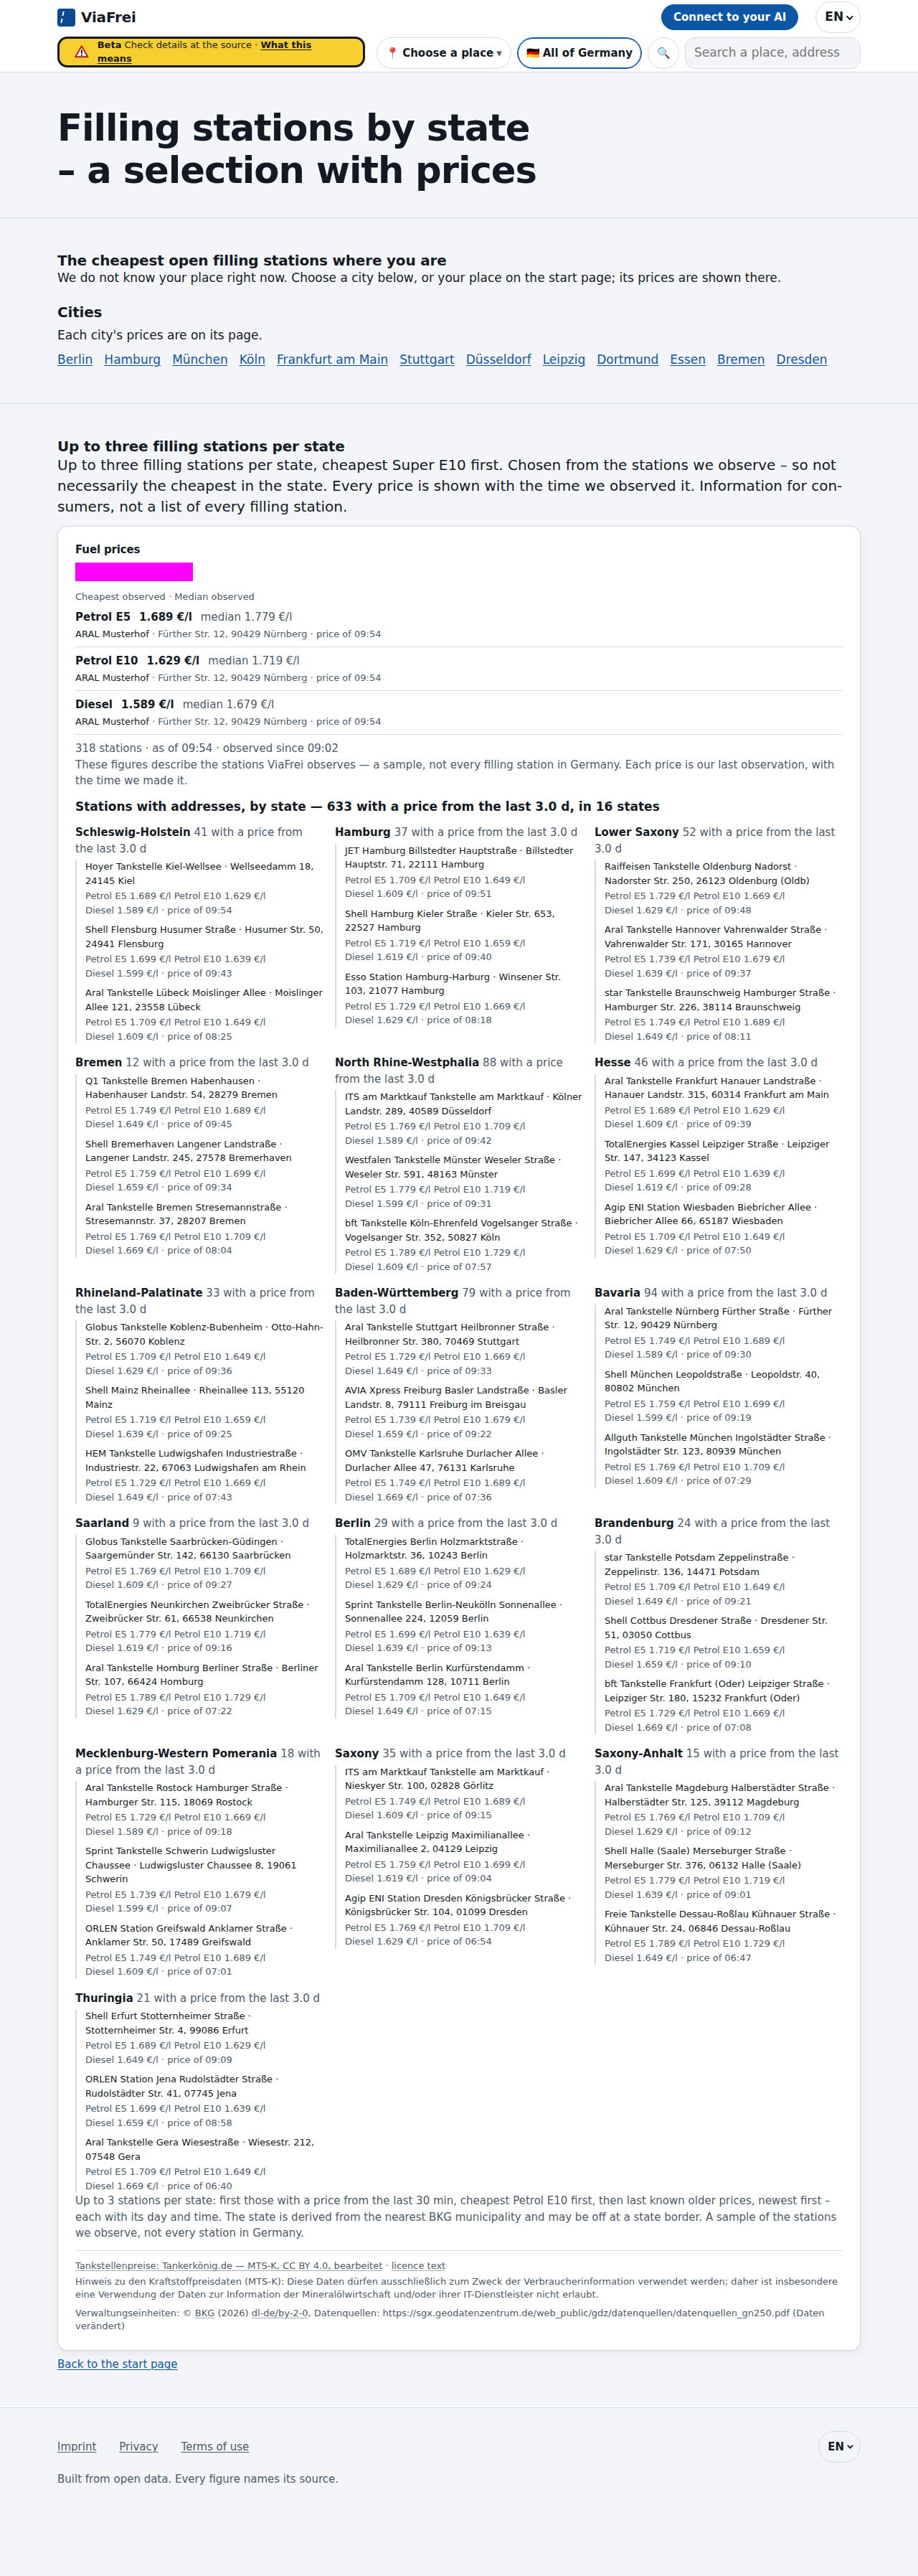 ViaFrei
Connect to your AI
EN
Beta Check details at the source · What this
means
Choose a place ▾
All of Germany
Search a place, address
Filling stations by state
– a selection with prices
The cheapest open filling stations where you are
We do not know your place right now. Choose a city below, or your place on the start page; its prices are shown there.
Cities
Each city's prices are on its page.
Berlin Hamburg München Köln Frankfurt am Main Stuttgart Düsseldorf Leipzig Dortmund Essen Bremen Dresden
Up to three filling stations per state
Up to three filling stations per state, cheapest Super E10 first. Chosen from the stations we observe – so not
necessarily the cheapest in the state. Every price is shown with the time we observed it. Information for con-
sumers, not a list of every filling station.
Fuel prices
Cheapest observed · Median observed
Petrol E5 1.689 €/l median 1.779 €/l
ARAL Musterhof · Fürther Str. 12, 90429 Nürnberg · price of 09:54
Petrol E10 1.629 €/l median 1.719 €/l
ARAL Musterhof · Fürther Str. 12, 90429 Nürnberg · price of 09:54
Diesel 1.589 €/l median 1.679 €/l
ARAL Musterhof · Fürther Str. 12, 90429 Nürnberg · price of 09:54
318 stations · as of 09:54 · observed since 09:02
These figures describe the stations ViaFrei observes — a sample, not every filling station in Germany. Each price is our last observation, with
the time we made it.
Stations with addresses, by state — 633 with a price from the last 3.0 d, in 16 states
Schleswig-Holstein 41 with a price from
the last 3.0 d
Hoyer Tankstelle Kiel-Wellsee · Wellseedamm 18,
24145 Kiel
Petrol E5 1.689 €/l Petrol E10 1.629 €/l
Diesel 1.589 €/l · price of 09:54
Shell Flensburg Husumer Straße · Husumer Str. 50,
24941 Flensburg
Petrol E5 1.699 €/l Petrol E10 1.639 €/l
Diesel 1.599 €/l · price of 09:43
Aral Tankstelle Lübeck Moislinger Allee · Moislinger
Allee 121, 23558 Lübeck
Petrol E5 1.709 €/l Petrol E10 1.649 €/l
Diesel 1.609 €/l · price of 08:25
Hamburg 37 with a price from the last 3.0 d
JET Hamburg Billstedter Hauptstraße · Billstedter
Hauptstr. 71, 22111 Hamburg
Petrol E5 1.709 €/l Petrol E10 1.649 €/l
Diesel 1.609 €/l · price of 09:51
Shell Hamburg Kieler Straße · Kieler Str. 653,
22527 Hamburg
Petrol E5 1.719 €/l Petrol E10 1.659 €/l
Diesel 1.619 €/l · price of 09:40
Esso Station Hamburg-Harburg · Winsener Str.
103, 21077 Hamburg
Petrol E5 1.729 €/l Petrol E10 1.669 €/l
Diesel 1.629 €/l · price of 08:18
Lower Saxony 52 with a price from the last
3.0 d
Raiffeisen Tankstelle Oldenburg Nadorst ·
Nadorster Str. 250, 26123 Oldenburg (Oldb)
Petrol E5 1.729 €/l Petrol E10 1.669 €/l
Diesel 1.629 €/l · price of 09:48
Aral Tankstelle Hannover Vahrenwalder Straße ·
Vahrenwalder Str. 171, 30165 Hannover
Petrol E5 1.739 €/l Petrol E10 1.679 €/l
Diesel 1.639 €/l · price of 09:37
star Tankstelle Braunschweig Hamburger Straße ·
Hamburger Str. 226, 38114 Braunschweig
Petrol E5 1.749 €/l Petrol E10 1.689 €/l
Diesel 1.649 €/l · price of 08:11
Bremen 12 with a price from the last 3.0 d
Q1 Tankstelle Bremen Habenhausen ·
Habenhauser Landstr. 54, 28279 Bremen
Petrol E5 1.749 €/l Petrol E10 1.689 €/l
Diesel 1.649 €/l · price of 09:45
Shell Bremerhaven Langener Landstraße ·
Langener Landstr. 245, 27578 Bremerhaven
Petrol E5 1.759 €/l Petrol E10 1.699 €/l
Diesel 1.659 €/l · price of 09:34
Aral Tankstelle Bremen Stresemannstraße ·
Stresemannstr. 37, 28207 Bremen
Petrol E5 1.769 €/l Petrol E10 1.709 €/l
Diesel 1.669 €/l · price of 08:04
North Rhine-Westphalia 88 with a price
from the last 3.0 d
ITS am Marktkauf Tankstelle am Marktkauf · Kölner
Landstr. 289, 40589 Düsseldorf
Petrol E5 1.769 €/l Petrol E10 1.709 €/l
Diesel 1.589 €/l · price of 09:42
Westfalen Tankstelle Münster Weseler Straße ·
Weseler Str. 591, 48163 Münster
Petrol E5 1.779 €/l Petrol E10 1.719 €/l
Diesel 1.599 €/l · price of 09:31
bft Tankstelle Köln-Ehrenfeld Vogelsanger Straße ·
Vogelsanger Str. 352, 50827 Köln
Petrol E5 1.789 €/l Petrol E10 1.729 €/l
Diesel 1.609 €/l · price of 07:57
Hesse 46 with a price from the last 3.0 d
Aral Tankstelle Frankfurt Hanauer Landstraße ·
Hanauer Landstr. 315, 60314 Frankfurt am Main
Petrol E5 1.689 €/l Petrol E10 1.629 €/l
Diesel 1.609 €/l · price of 09:39
TotalEnergies Kassel Leipziger Straße · Leipziger
Str. 147, 34123 Kassel
Petrol E5 1.699 €/l Petrol E10 1.639 €/l
Diesel 1.619 €/l · price of 09:28
Agip ENI Station Wiesbaden Biebricher Allee ·
Biebricher Allee 66, 65187 Wiesbaden
Petrol E5 1.709 €/l Petrol E10 1.649 €/l
Diesel 1.629 €/l · price of 07:50
Rhineland-Palatinate 33 with a price from
the last 3.0 d
Globus Tankstelle Koblenz-Bubenheim · Otto-Hahn-
Str. 2, 56070 Koblenz
Petrol E5 1.709 €/l Petrol E10 1.649 €/l
Diesel 1.629 €/l · price of 09:36
Shell Mainz Rheinallee · Rheinallee 113, 55120
Mainz
Petrol E5 1.719 €/l Petrol E10 1.659 €/l
Diesel 1.639 €/l · price of 09:25
HEM Tankstelle Ludwigshafen Industriestraße ·
Industriestr. 22, 67063 Ludwigshafen am Rhein
Petrol E5 1.729 €/l Petrol E10 1.669 €/l
Diesel 1.649 €/l · price of 07:43
Baden-Württemberg 79 with a price from
the last 3.0 d
Aral Tankstelle Stuttgart Heilbronner Straße ·
Heilbronner Str. 380, 70469 Stuttgart
Petrol E5 1.729 €/l Petrol E10 1.669 €/l
Diesel 1.649 €/l · price of 09:33
AVIA Xpress Freiburg Basler Landstraße · Basler
Landstr. 8, 79111 Freiburg im Breisgau
Petrol E5 1.739 €/l Petrol E10 1.679 €/l
Diesel 1.659 €/l · price of 09:22
OMV Tankstelle Karlsruhe Durlacher Allee ·
Durlacher Allee 47, 76131 Karlsruhe
Petrol E5 1.749 €/l Petrol E10 1.689 €/l
Diesel 1.669 €/l · price of 07:36
Bavaria 94 with a price from the last 3.0 d
Aral Tankstelle Nürnberg Fürther Straße · Fürther
Str. 12, 90429 Nürnberg
Petrol E5 1.749 €/l Petrol E10 1.689 €/l
Diesel 1.589 €/l · price of 09:30
Shell München Leopoldstraße · Leopoldstr. 40,
80802 München
Petrol E5 1.759 €/l Petrol E10 1.699 €/l
Diesel 1.599 €/l · price of 09:19
Allguth Tankstelle München Ingolstädter Straße ·
Ingolstädter Str. 123, 80939 München
Petrol E5 1.769 €/l Petrol E10 1.709 €/l
Diesel 1.609 €/l · price of 07:29
Saarland 9 with a price from the last 3.0 d
Globus Tankstelle Saarbrücken-Güdingen ·
Saargemünder Str. 142, 66130 Saarbrücken
Petrol E5 1.769 €/l Petrol E10 1.709 €/l
Diesel 1.609 €/l · price of 09:27
TotalEnergies Neunkirchen Zweibrücker Straße ·
Zweibrücker Str. 61, 66538 Neunkirchen
Petrol E5 1.779 €/l Petrol E10 1.719 €/l
Diesel 1.619 €/l · price of 09:16
Aral Tankstelle Homburg Berliner Straße · Berliner
Str. 107, 66424 Homburg
Petrol E5 1.789 €/l Petrol E10 1.729 €/l
Diesel 1.629 €/l · price of 07:22
Berlin 29 with a price from the last 3.0 d
TotalEnergies Berlin Holzmarktstraße ·
Holzmarktstr. 36, 10243 Berlin
Petrol E5 1.689 €/l Petrol E10 1.629 €/l
Diesel 1.629 €/l · price of 09:24
Sprint Tankstelle Berlin-Neukölln Sonnenallee ·
Sonnenallee 224, 12059 Berlin
Petrol E5 1.699 €/l Petrol E10 1.639 €/l
Diesel 1.639 €/l · price of 09:13
Aral Tankstelle Berlin Kurfürstendamm ·
Kurfürstendamm 128, 10711 Berlin
Petrol E5 1.709 €/l Petrol E10 1.649 €/l
Diesel 1.649 €/l · price of 07:15
Brandenburg 24 with a price from the last
3.0 d
star Tankstelle Potsdam Zeppelinstraße ·
Zeppelinstr. 136, 14471 Potsdam
Petrol E5 1.709 €/l Petrol E10 1.649 €/l
Diesel 1.649 €/l · price of 09:21
Shell Cottbus Dresdener Straße · Dresdener Str.
51, 03050 Cottbus
Petrol E5 1.719 €/l Petrol E10 1.659 €/l
Diesel 1.659 €/l · price of 09:10
bft Tankstelle Frankfurt (Oder) Leipziger Straße ·
Leipziger Str. 180, 15232 Frankfurt (Oder)
Petrol E5 1.729 €/l Petrol E10 1.669 €/l
Diesel 1.669 €/l · price of 07:08
Mecklenburg-Western Pomerania 18 with
a price from the last 3.0 d
Aral Tankstelle Rostock Hamburger Straße ·
Hamburger Str. 115, 18069 Rostock
Petrol E5 1.729 €/l Petrol E10 1.669 €/l
Diesel 1.589 €/l · price of 09:18
Sprint Tankstelle Schwerin Ludwigsluster
Chaussee · Ludwigsluster Chaussee 8, 19061
Schwerin
Petrol E5 1.739 €/l Petrol E10 1.679 €/l
Diesel 1.599 €/l · price of 09:07
ORLEN Station Greifswald Anklamer Straße ·
Anklamer Str. 50, 17489 Greifswald
Petrol E5 1.749 €/l Petrol E10 1.689 €/l
Diesel 1.609 €/l · price of 07:01
Saxony 35 with a price from the last 3.0 d
ITS am Marktkauf Tankstelle am Marktkauf ·
Nieskyer Str. 100, 02828 Görlitz
Petrol E5 1.749 €/l Petrol E10 1.689 €/l
Diesel 1.609 €/l · price of 09:15
Aral Tankstelle Leipzig Maximilianallee ·
Maximilianallee 2, 04129 Leipzig
Petrol E5 1.759 €/l Petrol E10 1.699 €/l
Diesel 1.619 €/l · price of 09:04
Agip ENI Station Dresden Königsbrücker Straße ·
Königsbrücker Str. 104, 01099 Dresden
Petrol E5 1.769 €/l Petrol E10 1.709 €/l
Diesel 1.629 €/l · price of 06:54
Saxony-Anhalt 15 with a price from the last
3.0 d
Aral Tankstelle Magdeburg Halberstädter Straße ·
Halberstädter Str. 125, 39112 Magdeburg
Petrol E5 1.769 €/l Petrol E10 1.709 €/l
Diesel 1.629 €/l · price of 09:12
Shell Halle (Saale) Merseburger Straße ·
Merseburger Str. 376, 06132 Halle (Saale)
Petrol E5 1.779 €/l Petrol E10 1.719 €/l
Diesel 1.639 €/l · price of 09:01
Freie Tankstelle Dessau-Roßlau Kühnauer Straße ·
Kühnauer Str. 24, 06846 Dessau-Roßlau
Petrol E5 1.789 €/l Petrol E10 1.729 €/l
Diesel 1.649 €/l · price of 06:47
Thuringia 21 with a price from the last 3.0 d
Shell Erfurt Stotternheimer Straße ·
Stotternheimer Str. 4, 99086 Erfurt
Petrol E5 1.689 €/l Petrol E10 1.629 €/l
Diesel 1.649 €/l · price of 09:09
ORLEN Station Jena Rudolstädter Straße ·
Rudolstädter Str. 41, 07745 Jena
Petrol E5 1.699 €/l Petrol E10 1.639 €/l
Diesel 1.659 €/l · price of 08:58
Aral Tankstelle Gera Wiesestraße · Wiesestr. 212,
07548 Gera
Petrol E5 1.709 €/l Petrol E10 1.649 €/l
Diesel 1.669 €/l · price of 06:40
Up to 3 stations per state: first those with a price from the last 30 min, cheapest Petrol E10 first, then last known older prices, newest first –
each with its day and time. The state is derived from the nearest BKG municipality and may be off at a state border. A sample of the stations
we observe, not every station in Germany.
Tankstellenpreise: Tankerkönig.de — MTS-K, CC BY 4.0, bearbeitet · licence text
Hinweis zu den Kraftstoffpreisdaten (MTS-K): Diese Daten dürfen ausschließlich zum Zweck der Verbraucherinformation verwendet werden; daher ist insbesondere
eine Verwendung der Daten zur Information der Mineralölwirtschaft und/oder ihrer IT-Dienstleister nicht erlaubt.
Verwaltungseinheiten: © BKG (2026) dl-de/by-2-0, Datenquellen: https://sgx.geodatenzentrum.de/web_public/gdz/datenquellen/datenquellen_gn250.pdf (Daten
verändert)
Back to the start page
Imprint Privacy Terms of use
EN
Built from open data. Every figure names its source.